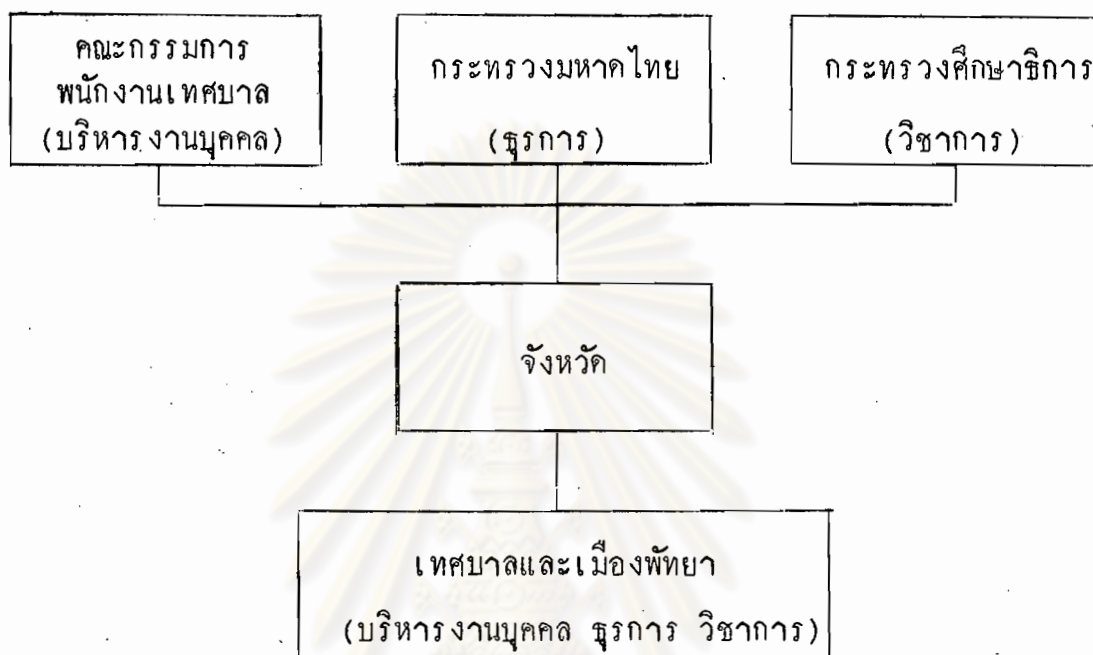 คณะกรรมการ
พนักงานเทศบาล
(บริหารงานบุคคล)
กระทรวงมหาดไทย
(ธุรการ)
กระทรวงศึกษาธิการ
(วิชาการ)
จังหวัด
เทศบาลและเมืองพัทยา
(บริหารงานบุคคล ธุรการ วิชาการ)